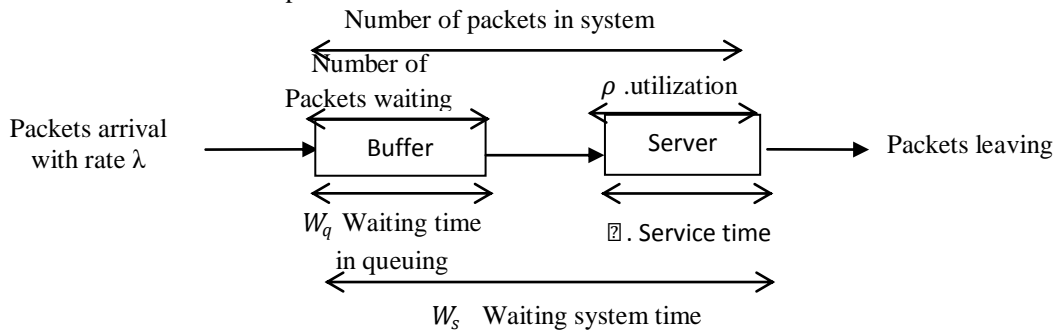 Number of packets in system
Number of
Packets waiting
ρ .utilization
Packets arrival
with rate λ
Buffer
Server
Packets leaving
W_q Waiting time
in queuing
. Service time
W_s Waiting system time